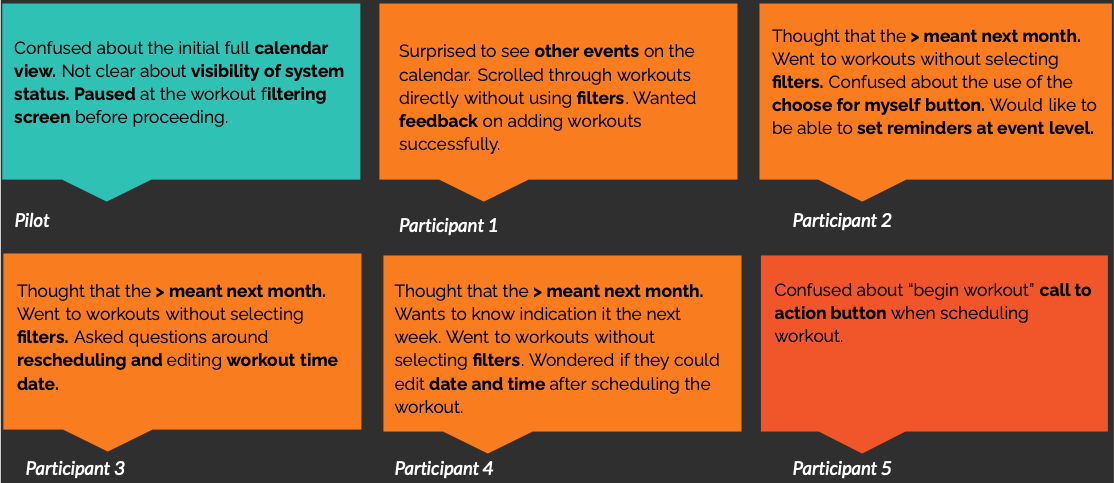 Confused about the initial full calendar
view. Not clear about visibility of system
status. Paused at the workout filtering
screen before proceeding.
Pilot
Surprised to see other events on the
calendar. Scrolled through workouts
directly without using filters. Wanted
feedback on adding workouts
successfully.
Participant 1
Thought that the > meant next month.
Went to workouts without selecting
filters. Confused about the use of the
choose for myself button. Would like to
be able to set reminders at event level.
Participant 2
Thought that the > meant next month.
Went to workouts without selecting
filters. Asked questions around
rescheduling and editing workout time
date.
Participant 3
Thought that the > meant next month.
Wants to know indication it the next
week. Went to workouts without
selecting filters. Wondered if they could
edit date and time after scheduling the
workout.
Participant 4
Confused about “begin workout” call to
action button when scheduling
workout.
Participant 5